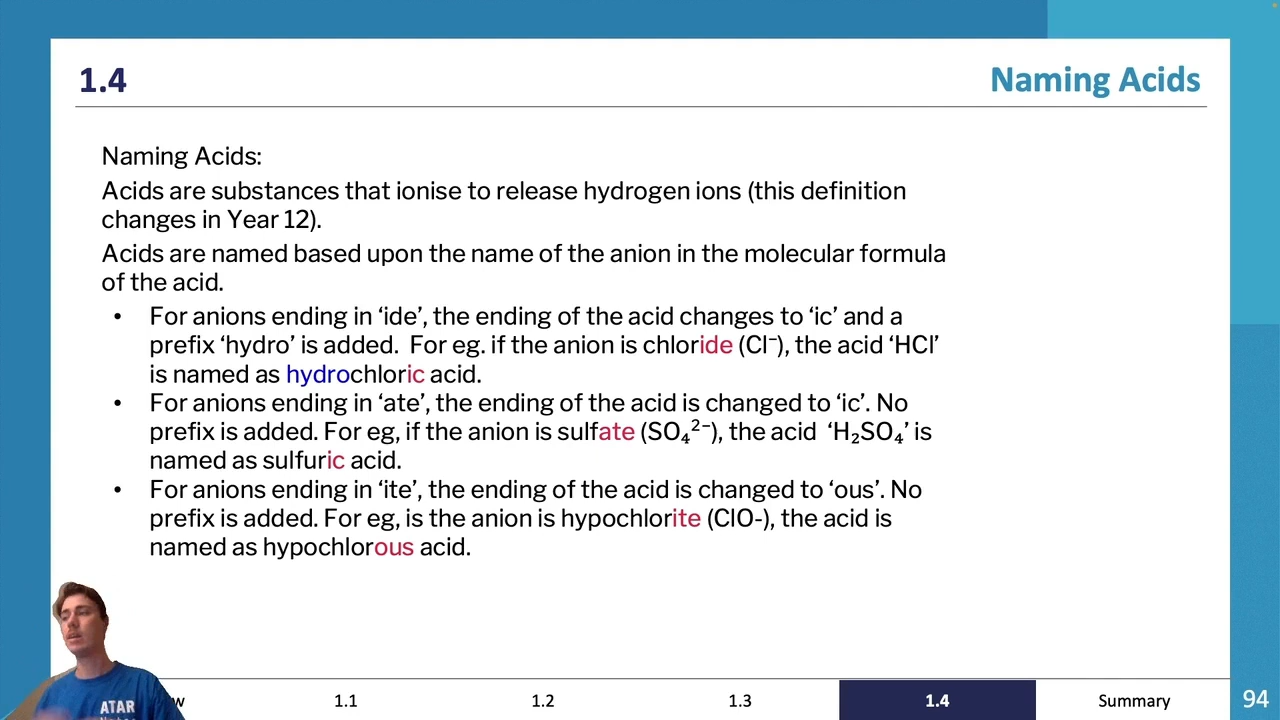 1.4
Naming Acids
Naming Acids:
Acids are substances that ionise to release hydrogen ions (this definition
changes in Year 12).
Acids are named based upon the name of the anion in the molecular formula
of the acid.
• For anions ending in ‘ide’, the ending of the acid changes to ‘ic’ and a
prefix ‘hydro’ is added. For eg. if the anion is chloride (Cl⁻), the acid ‘HCl’
is named as hydrochloric acid.
• For anions ending in ‘ate’, the ending of the acid is changed to ‘ic’. No
prefix is added. For eg, if the anion is sulfate (SO₄²⁻), the acid ‘H₂SO₄’ is
named as sulfuric acid.
• For anions ending in ‘ite’, the ending of the acid is changed to ‘ous’. No
prefix is added. For eg, is the anion is hypochlorite (ClO-), the acid is
named as hypochlorous acid.
ATAR
1.1
1.2
1.3
1.4
Summary
94